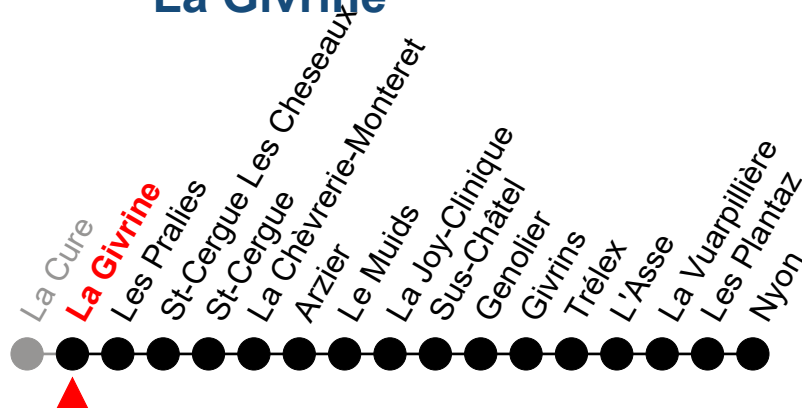 La Givrine
La Cure
La Givrine
Les Pralies
St-Cergue Les Cheseaux
St-Cergue
La Chèvrerie-Monteret
Arzier
Le Muids
La Joy-Clinique
Sus-Châtel
Genolier
Givrins
Trélex
L'Asse
La Vuarpillière
Les Plantaz
Nyon